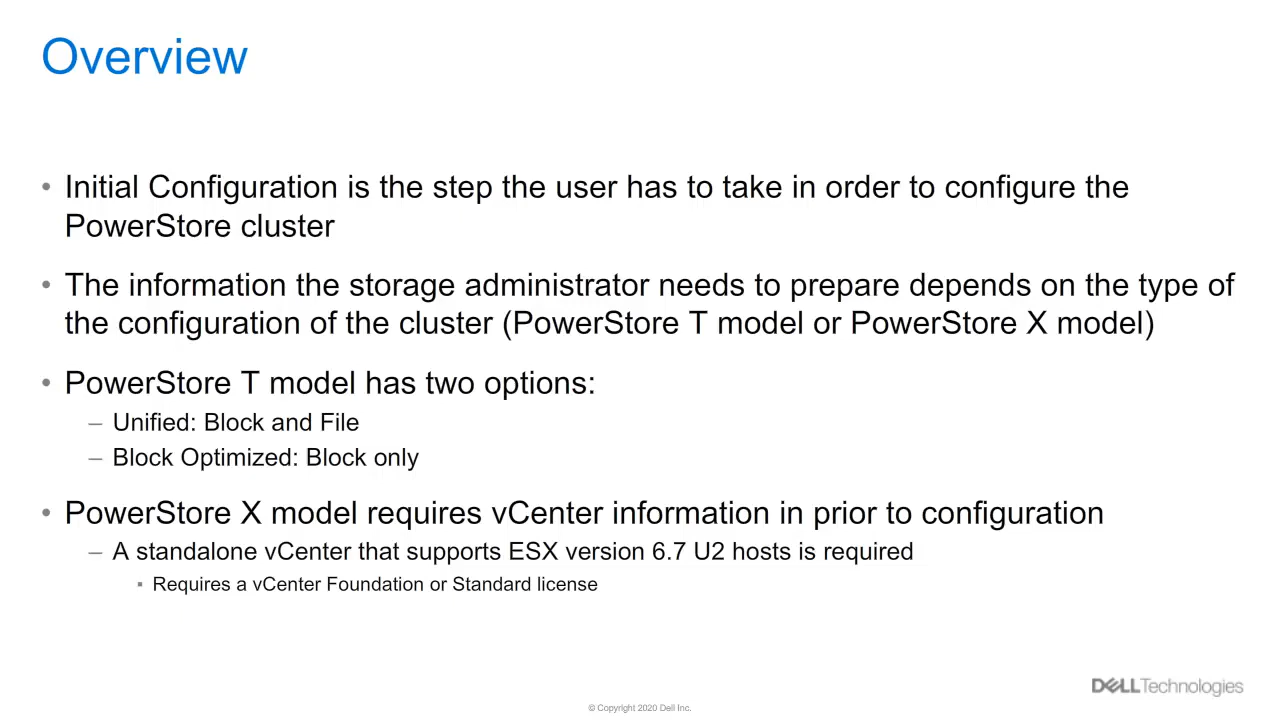 Overview
• Initial Configuration is the step the user has to take in order to configure the
PowerStore cluster
• The information the storage administrator needs to prepare depends on the type of
the configuration of the cluster (PowerStore T model or PowerStore X model)
• PowerStore T model has two options:
– Unified: Block and File
– Block Optimized: Block only
• PowerStore X model requires vCenter information in prior to configuration
– A standalone vCenter that supports ESX version 6.7 U2 hosts is required
▪ Requires a vCenter Foundation or Standard license
DELLTechnologies
© Copyright 2020 Dell Inc.